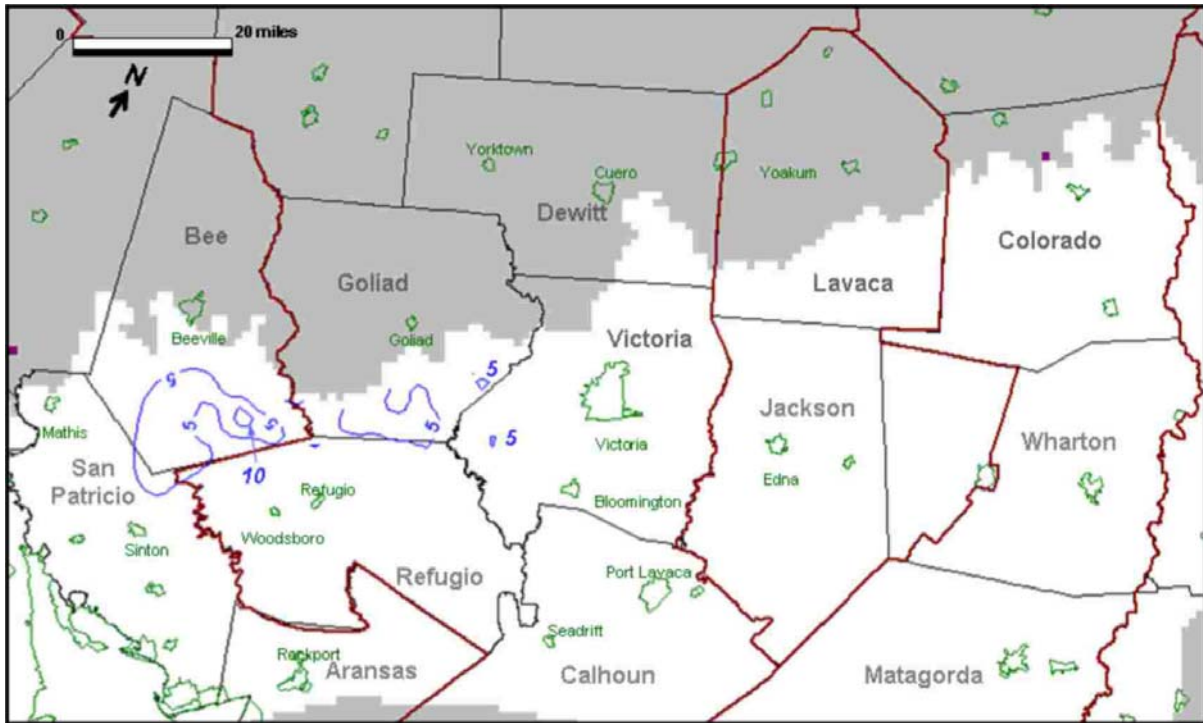 0
20 miles
N
Yorktown
Cuero
Yoakum
Dewitt
Bee
Colorado
Goliad
Lavaca
Beeville
Goliad
Victoria
5
5
5
5
5
5
10
Mathis
Victoria
Jackson
Wharton
San
Patricio
Edna
Refugio
Bloomington
Woodsboro
Sinton
Refugio
Port Lavaca
Seadrift
Rockport
Aransas
Calhoun
Matagorda